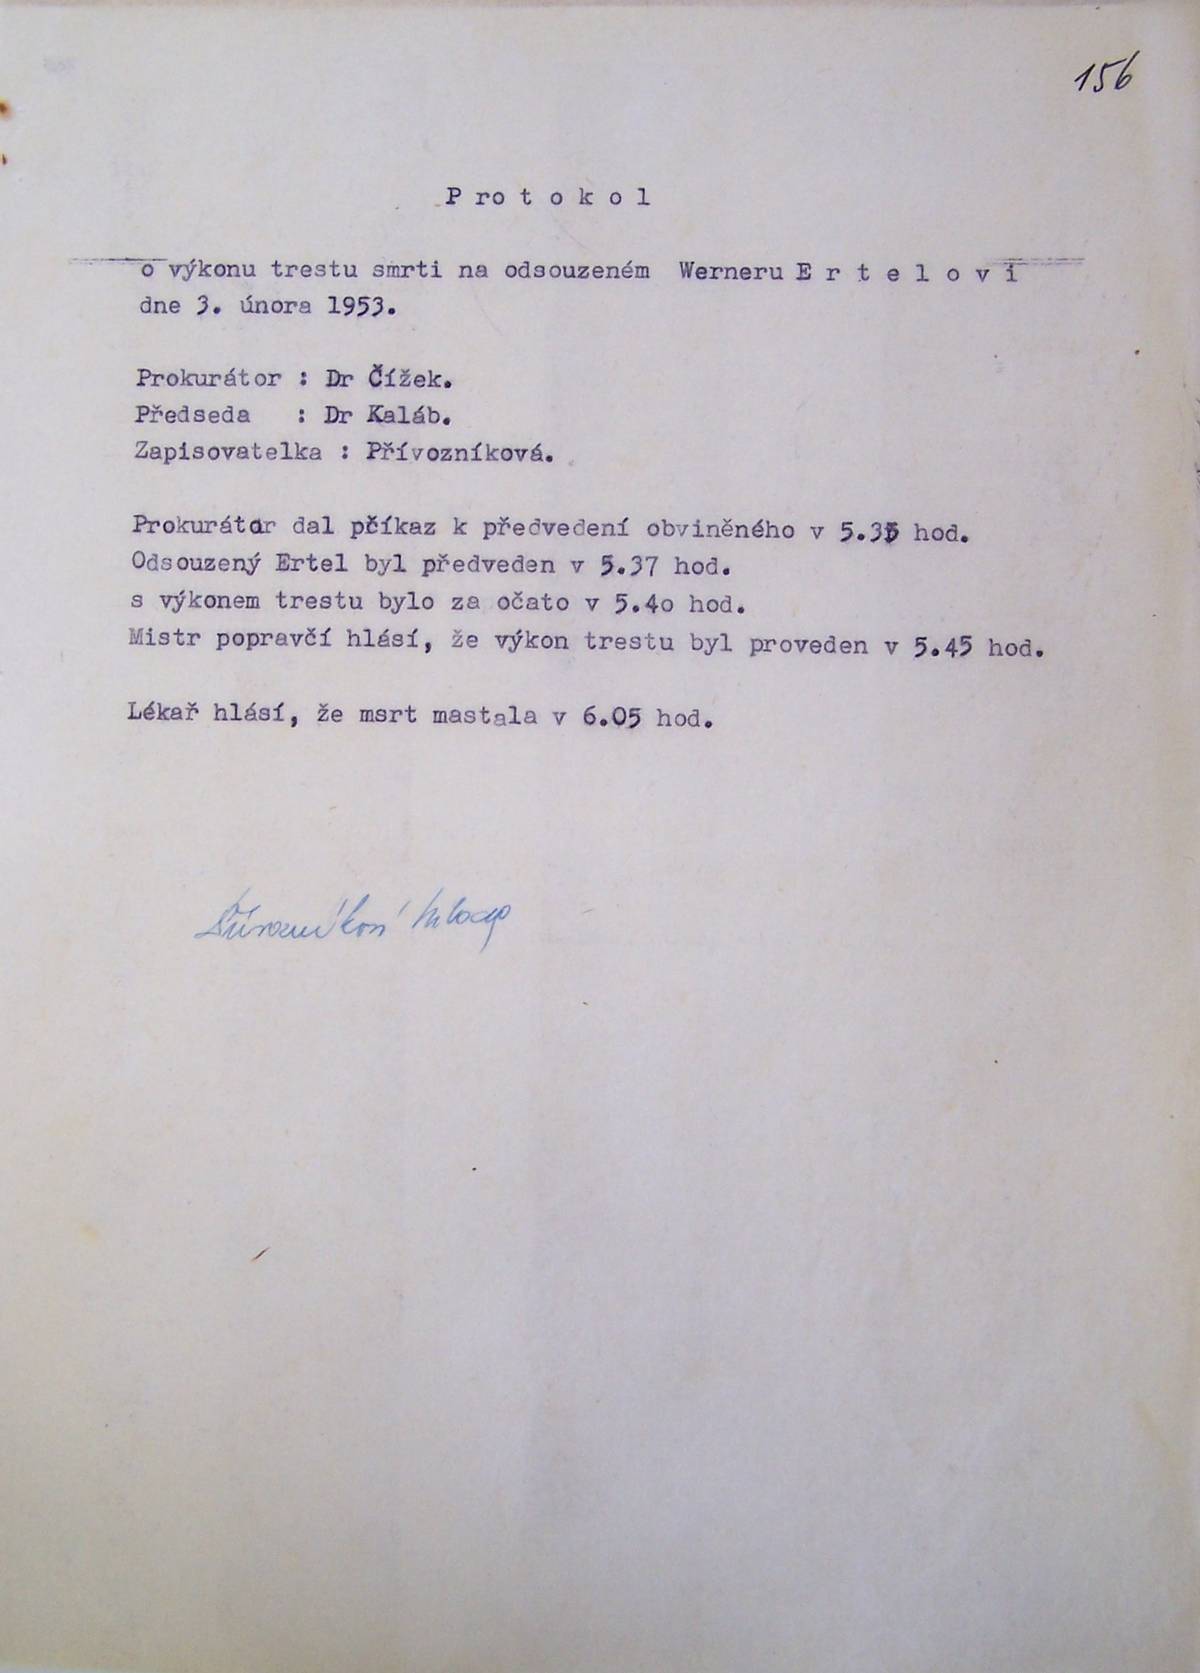 156
P r o t o k o l
o výkonu trestu smrti na odsouzeném Werneru E r t e l o v i
dne 3. února 1953.
Prokurátor : Dr Čížek.
Předseda : Dr Kaláb.
Zapisovatelka : Přívozníková.
Prokurátor dal příkaz k předvedení obviněného v 5.35 hod.
Odsouzený Ertel byl předveden v 5.37 hod.
s výkonem trestu bylo za očato v 5.4o hod.
Mistr popravčí hlásí, že výkon trestu byl proveden v 5.45 hod.
Lékař hlásí, že msrt mastala v 6.05 hod.